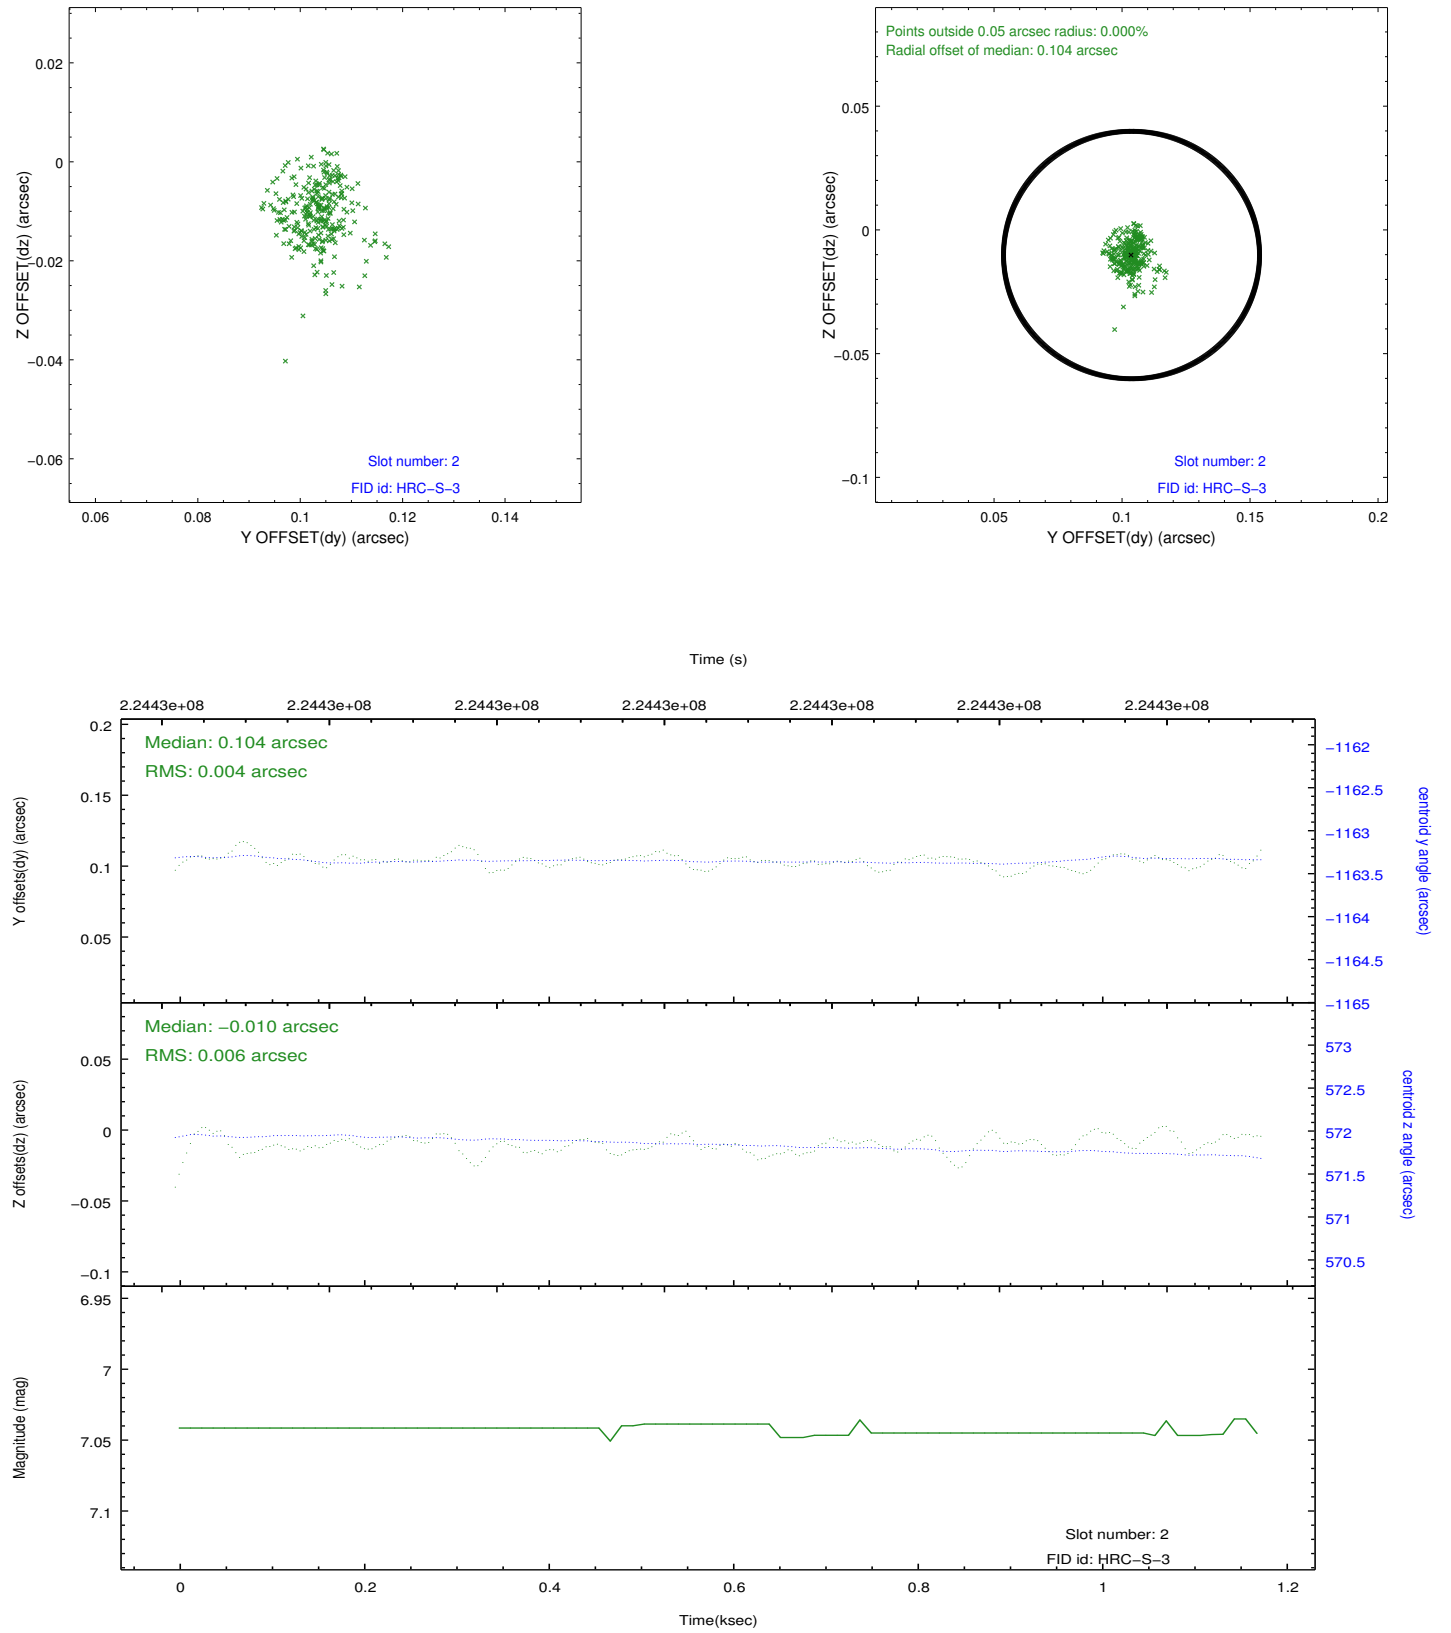 0.02
0
−0.02
−0.04
−0.06
Z OFFSET(dz) (arcsec)
Slot number: 2
FID id: HRC−S−3
0.06
0.08
0.1
0.12
0.14
Y OFFSET(dy) (arcsec)
Points outside 0.05 arcsec radius: 0.000%
Radial offset of median: 0.104 arcsec
0.05
0
−0.05
−0.1
Z OFFSET(dz) (arcsec)
Slot number: 2
FID id: HRC−S−3
0.05
0.1
0.15
0.2
Y OFFSET(dy) (arcsec)
Time (s)
2.2443e+08
2.2443e+08
2.2443e+08
2.2443e+08
2.2443e+08
2.2443e+08
2.2443e+08
Median: 0.104 arcsec
RMS: 0.004 arcsec
0.2
0.15
0.1
0.05
Y offsets(dy) (arcsec)
−1162
−1162.5
−1163
−1163.5
−1164
−1164.5
−1165
centroid y angle (arcsec)
Median: −0.010 arcsec
RMS: 0.006 arcsec
0.05
0
−0.05
−0.1
Z offsets(dz) (arcsec)
573
572.5
572
571.5
571
570.5
centroid z angle (arcsec)
6.95
7
7.05
7.1
Magnitude (mag)
Slot number: 2
FID id: HRC−S−3
0
0.2
0.4
0.6
0.8
1
1.2
Time(ksec)